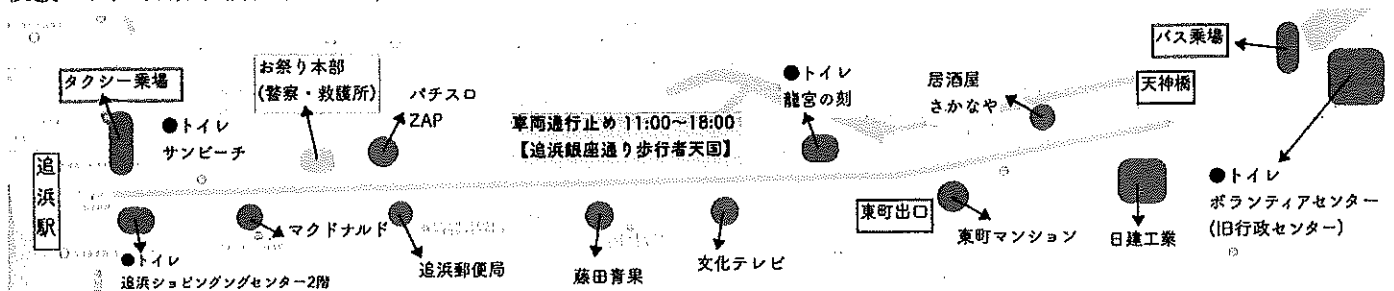 バス乗場
タクシー乗場
お祭り本部
(警察・救護所)
パチスロ
ZAP
●トイレ
龍宮の刻
居酒屋
さかなや
天神橋
●トイレ
サンビーチ
車両通行止め 11:00〜18:00
【追浜銀座通り歩行者天国】
追浜駅
●トイレ
ボランティアセンター
(旧行政センター)
マクドナルド
東町出口
東町マンション
日建工業
●トイレ
追浜ショピングングセンター2階
追浜郵便局
藤田青果
文化テレビ